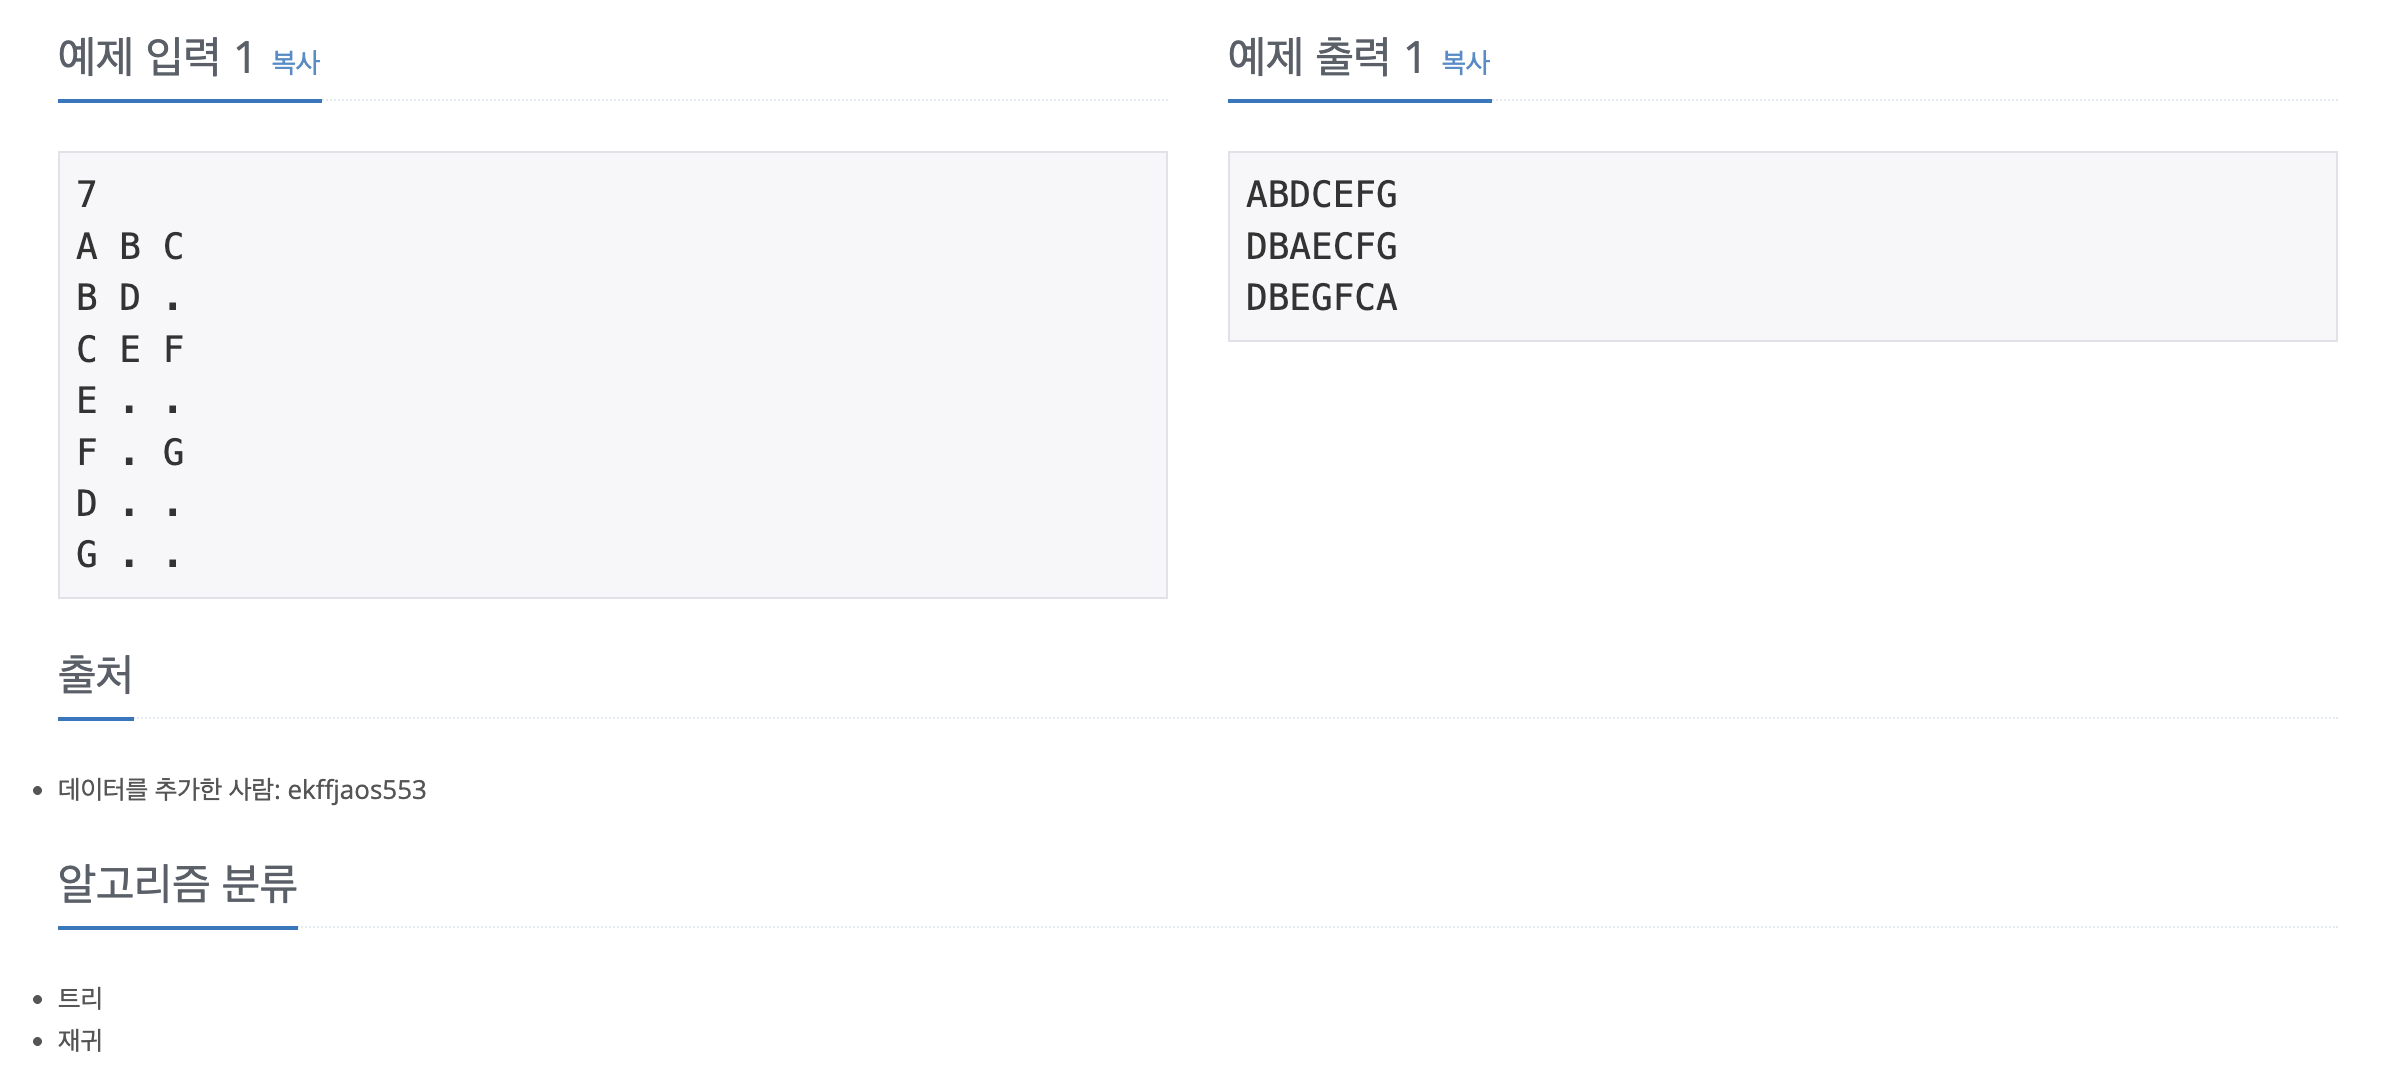 예제 입력 1 복사
7
A B C
B D .
C E F
E . .
F . G
D . .
G . .
예제 출력 1 복사
ABDCEFG
DBAECFG
DBEGFCA
출처
데이터를 추가한 사람: ekffjaos553
알고리즘 분류
트리
재귀